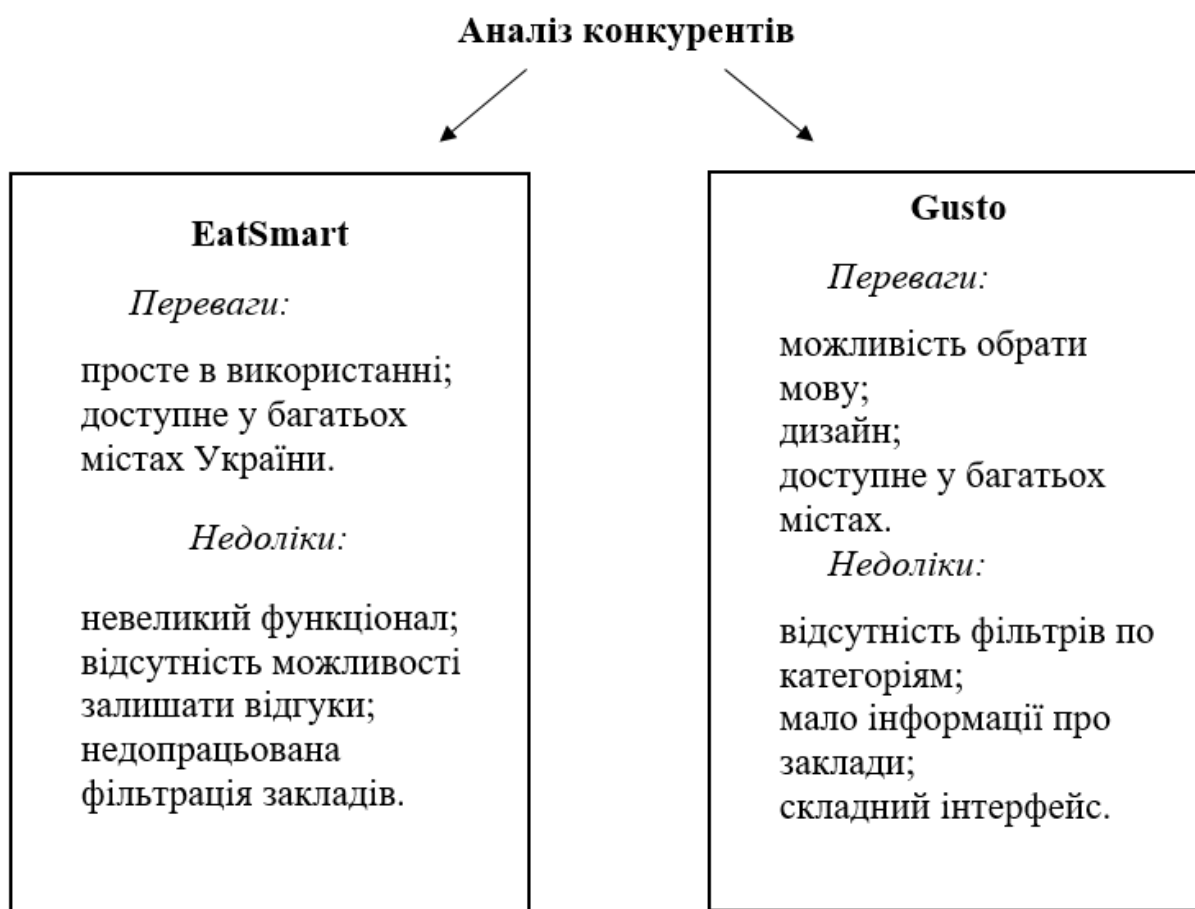 Аналіз конкурентів
EatSmart
Переваги:
просте в використанні;
доступне у багатьох
містах України.
Недоліки:
невеликий функціонал;
відсутність можливості
залишати відгуки;
недопрацьована
фільтрація закладів.
Gusto
Переваги:
можливість обрати
мову;
дизайн;
доступне у багатьох
містах.
Недоліки:
відсутність фільтрів по
категоріям;
мало інформації про
заклади;
складний інтерфейс.